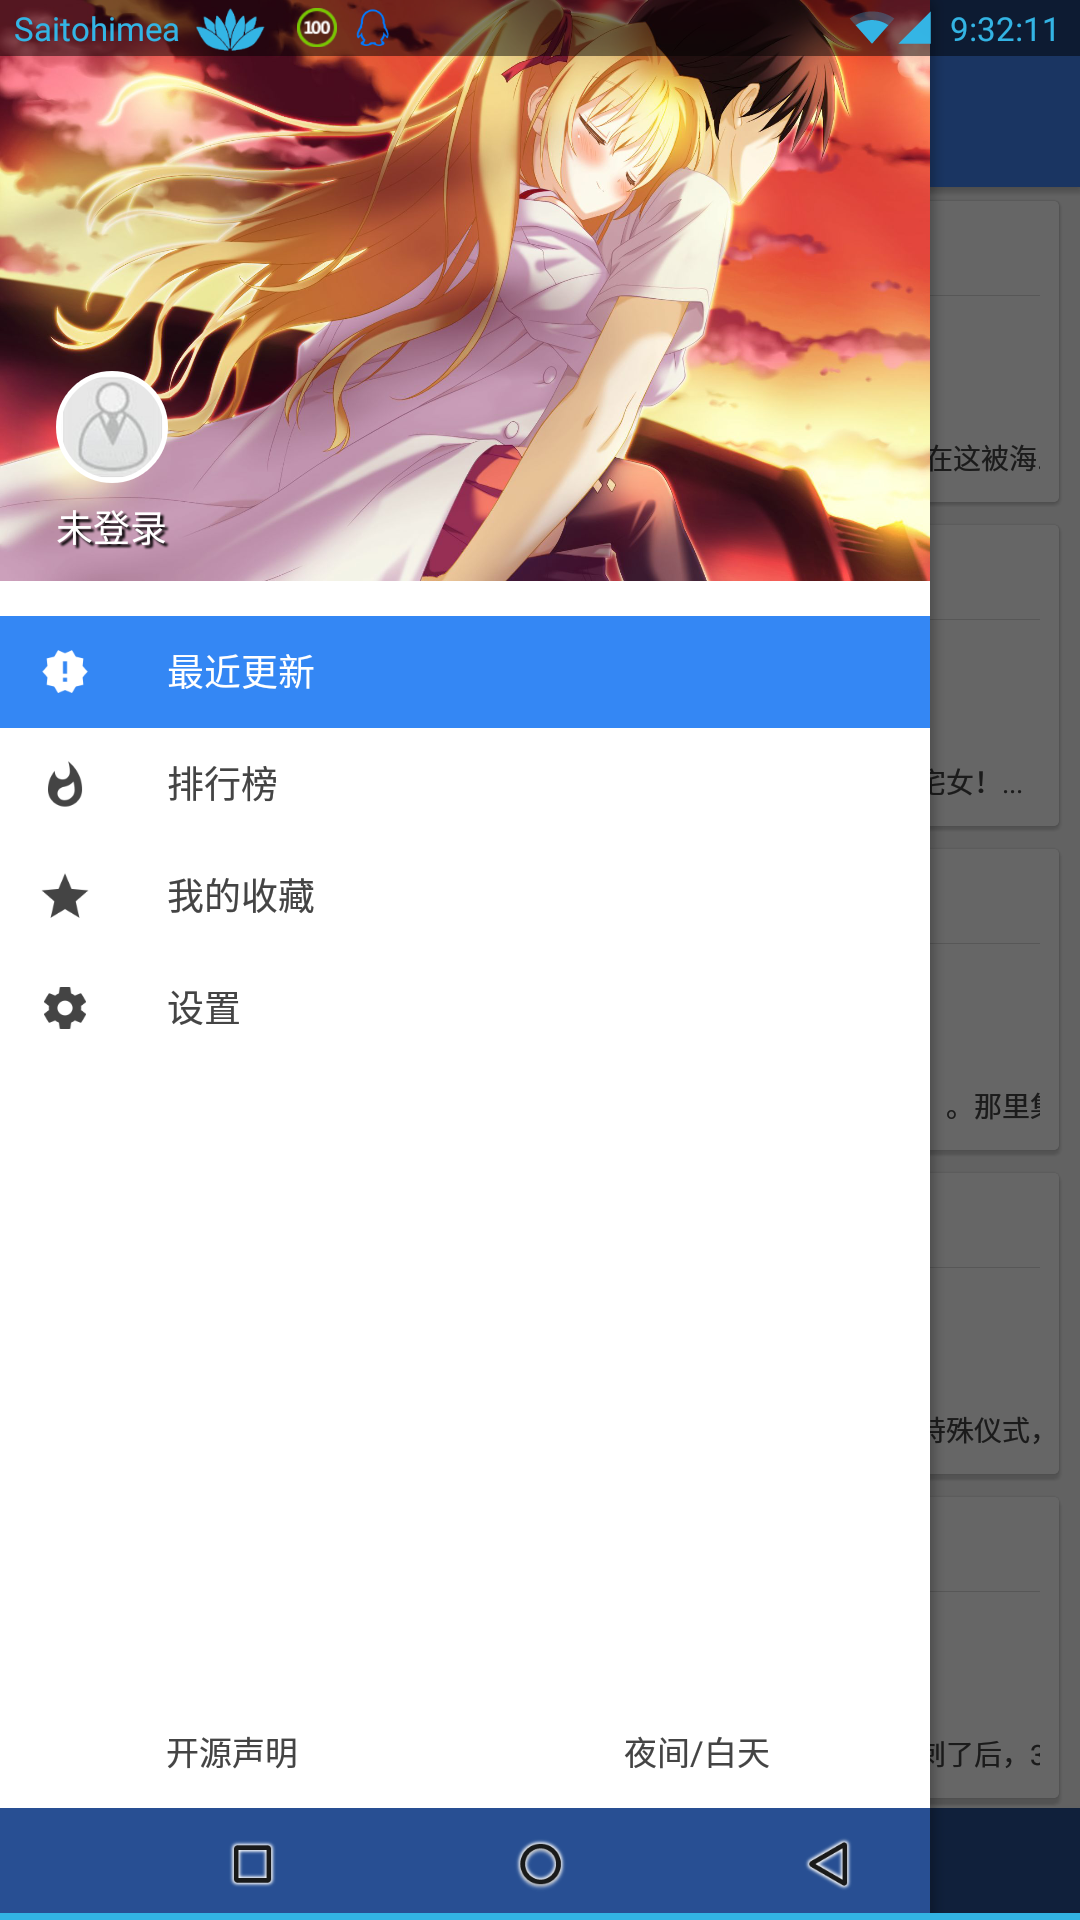 Saitohimea 100 9:32:11
在这被海
未登录
最近更新
宅女！...
排行榜
我的收藏
设置
。那里
特殊仪式，
刺了后，3
开源声明 夜间/白天